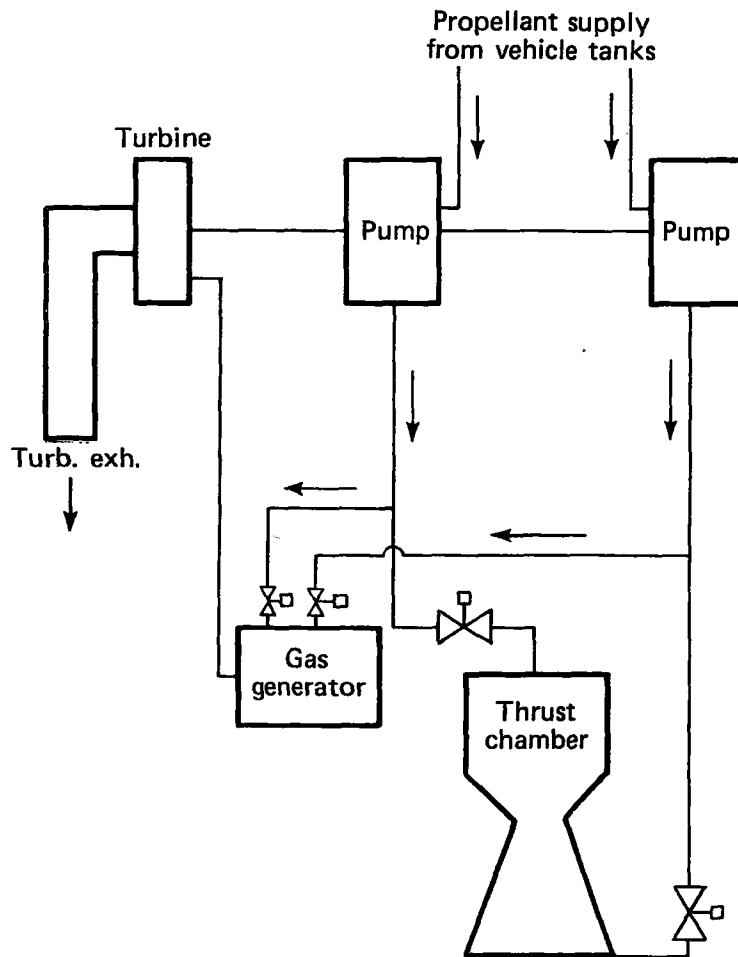 Propellant supply
from vehicle tanks
Turbine
Pump
Pump
Turb. exh.
Gas
generator
Thrust
chamber